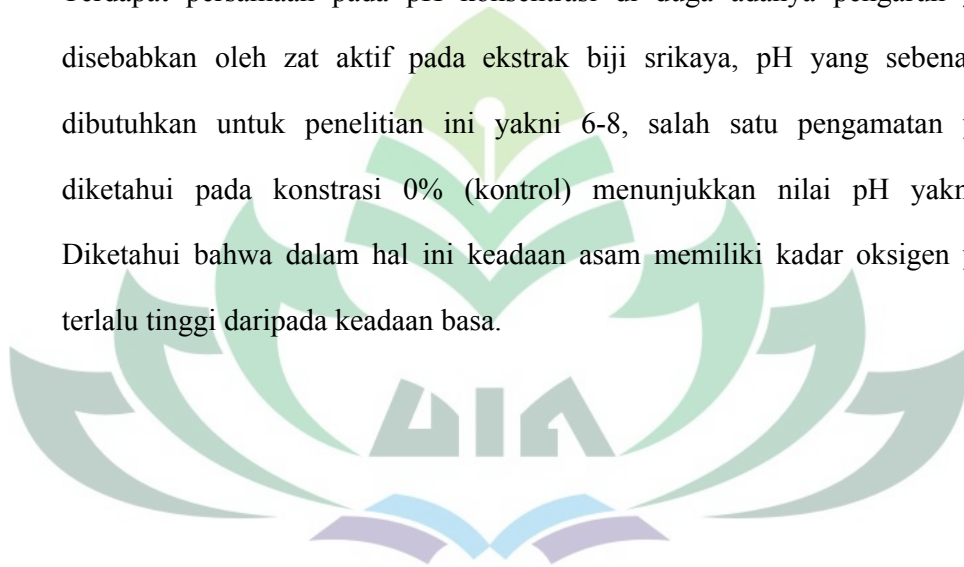 Terdapat persamaan pada pH konsentrasi di duga adanya pengaruh
disebabkan oleh zat aktif pada ekstrak biji srikaya, pH yang
dibutuhkan untuk penelitian ini yakni 6-8, salah satu pengamatan
diketahui pada konstrasi 0% (kontrol) menunjukkan nilai pH
Diketahui bahwa dalam hal ini keadaan asam memiliki kadar oksigen
terlalu tinggi daripada keadaan basa.
UIN